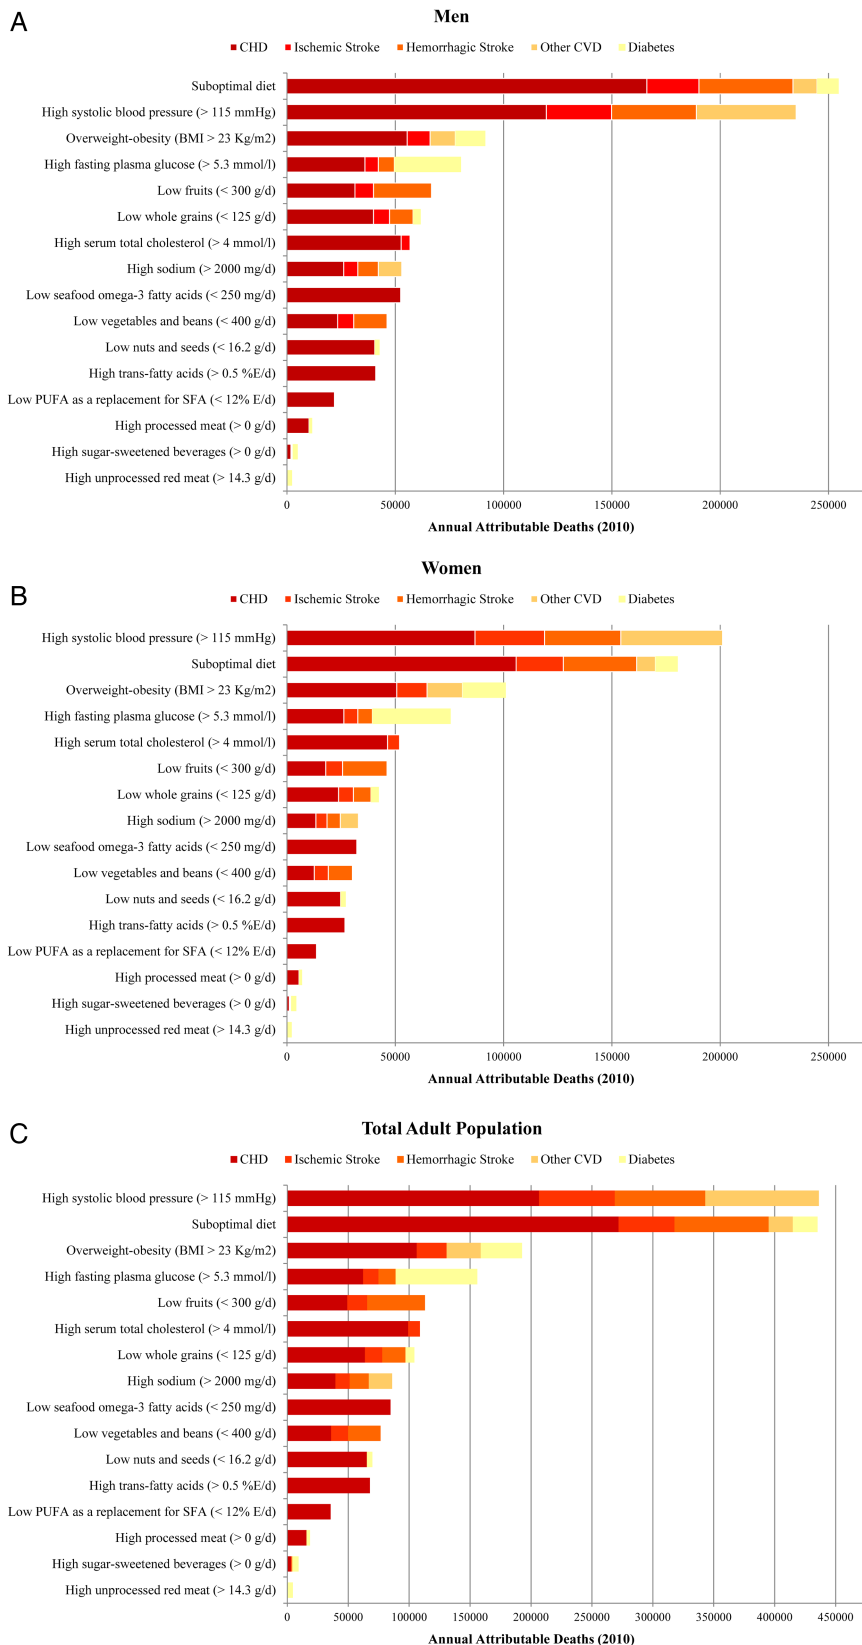 A
Men
CHD Ischemic Stroke Hemorrhagic Stroke Other CVD Diabetes
Suboptimal diet
High systolic blood pressure (> 115 mmHg)
Overweight-obesity (BMI > 23 Kg/m2)
High fasting plasma glucose (> 5.3 mmol/l)
Low fruits (< 300 g/d)
Low whole grains (< 125 g/d)
High serum total cholesterol (> 4 mmol/l)
High sodium (> 2000 mg/d)
Low seafood omega-3 fatty acids (< 250 mg/d)
Low vegetables and beans (< 400 g/d)
Low nuts and seeds (< 16.2 g/d)
High trans-fatty acids (> 0.5 %E/d)
Low PUFA as a replacement for SFA (< 12% E/d)
High processed meat (> 0 g/d)
High sugar-sweetened beverages (> 0 g/d)
High unprocessed red meat (> 14.3 g/d)
0 50000 100000 150000 200000 250000
Annual Attributable Deaths (2010)
Women
B
CHD Ischemic Stroke Hemorrhagic Stroke Other CVD Diabetes
High systolic blood pressure (> 115 mmHg)
Suboptimal diet
Overweight-obesity (BMI > 23 Kg/m2)
High fasting plasma glucose (> 5.3 mmol/l)
High serum total cholesterol (> 4 mmol/l)
Low fruits (< 300 g/d)
Low whole grains (< 125 g/d)
High sodium (> 2000 mg/d)
Low seafood omega-3 fatty acids (< 250 mg/d)
Low vegetables and beans (< 400 g/d)
Low nuts and seeds (< 16.2 g/d)
High trans-fatty acids (> 0.5 %E/d)
Low PUFA as a replacement for SFA (< 12% E/d)
High processed meat (> 0 g/d)
High sugar-sweetened beverages (> 0 g/d)
High unprocessed red meat (> 14.3 g/d)
0 50000 100000 150000 200000 250000
Annual Attributable Deaths (2010)
C
Total Adult Population
CHD Ischemic Stroke Hemorrhagic Stroke Other CVD Diabetes
High systolic blood pressure (> 115 mmHg)
Suboptimal diet
Overweight-obesity (BMI > 23 Kg/m2)
High fasting plasma glucose (> 5.3 mmol/l)
Low fruits (< 300 g/d)
High serum total cholesterol (> 4 mmol/l)
Low whole grains (< 125 g/d)
High sodium (> 2000 mg/d)
Low seafood omega-3 fatty acids (< 250 mg/d)
Low vegetables and beans (< 400 g/d)
Low nuts and seeds (< 16.2 g/d)
High trans-fatty acids (> 0.5 %E/d)
Low PUFA as a replacement for SFA (< 12% E/d)
High processed meat (> 0 g/d)
High sugar-sweetened beverages (> 0 g/d)
High unprocessed red meat (> 14.3 g/d)
0 50000 100000 150000 200000 250000 300000 350000 400000 450000
Annual Attributable Deaths (2010)